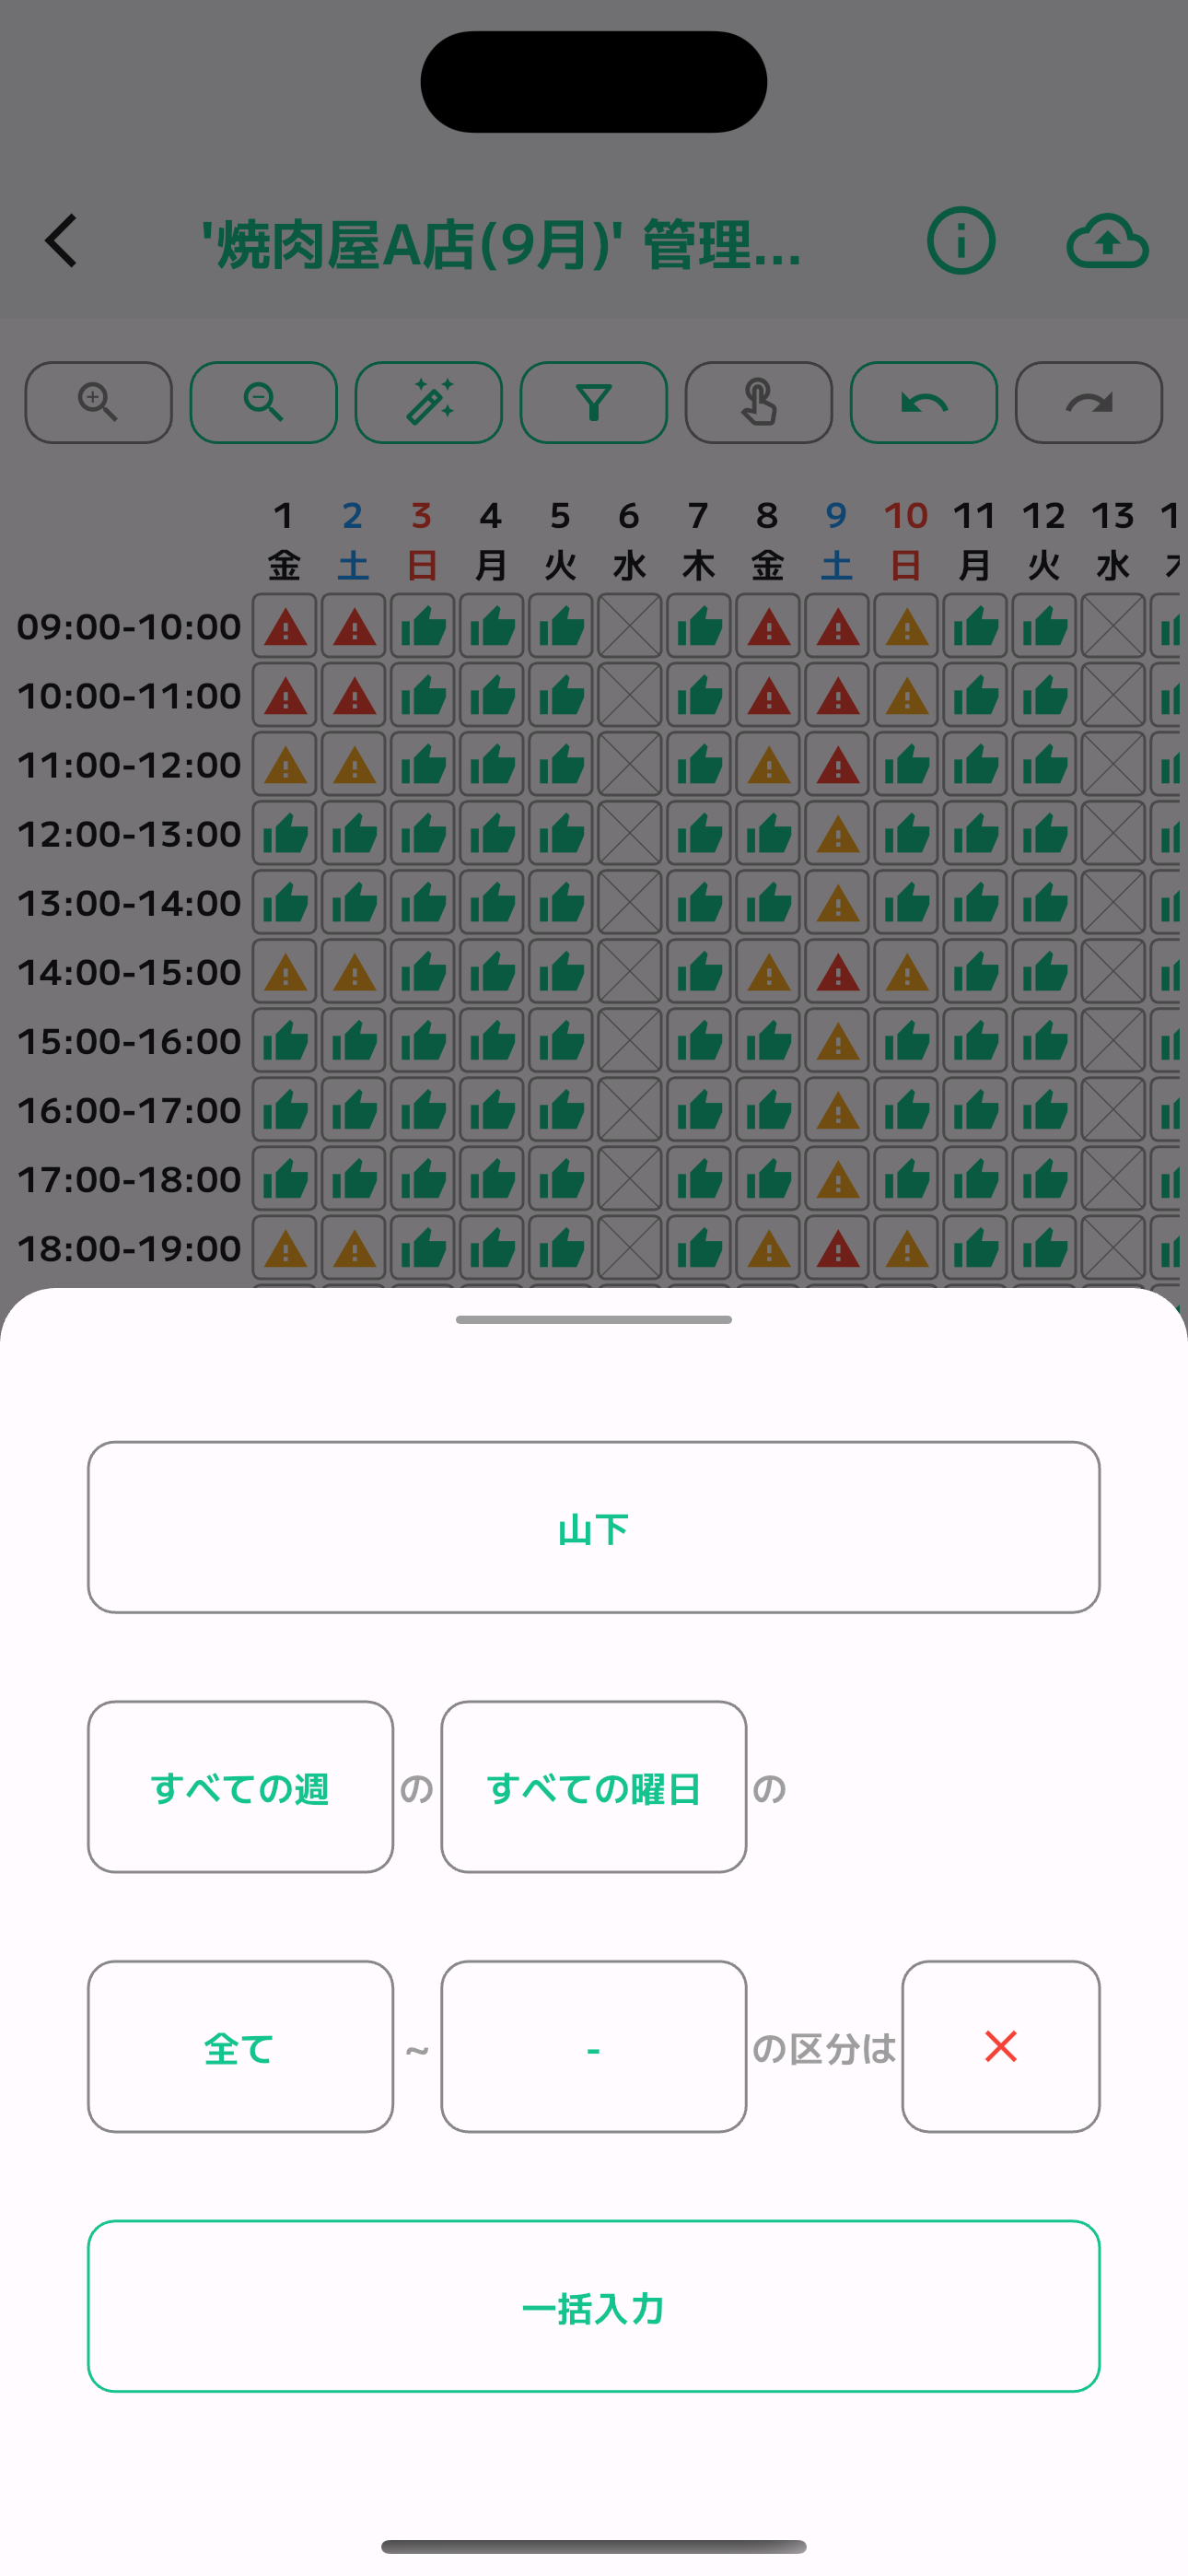 '焼肉屋A店(9月)' 管理...
1 2 3 4 5 6 7 8 9 10 11 12 13
金 土 日 月 火 水 木 金 土 日 月 火 水
09:00-10:00
10:00-11:00
11:00-12:00
12:00-13:00
13:00-14:00
14:00-15:00
15:00-16:00
16:00-17:00
17:00-18:00
18:00-19:00
山下
すべての週 の すべての曜日 の
全て ~ - の区分は
一括入力